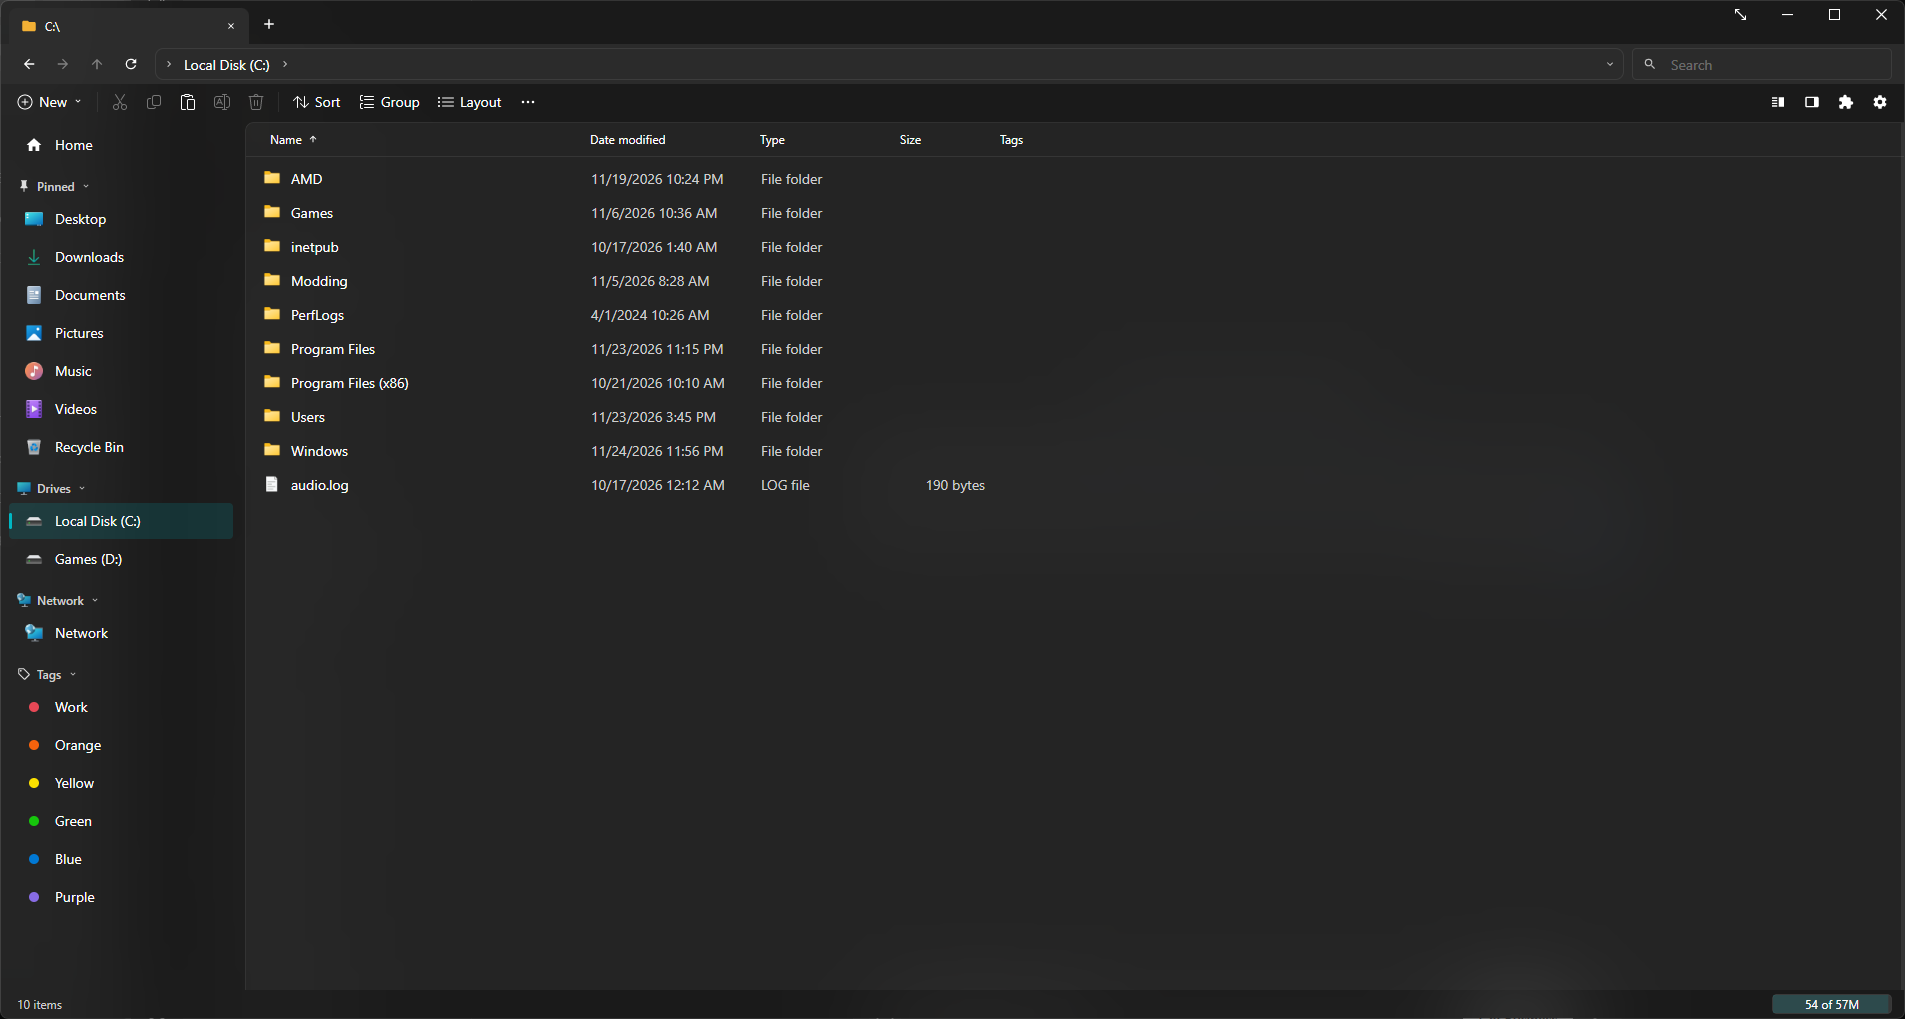 C:\
Local Disk (C:)
Search
New
Sort
Group
Layout
Home
Pinned
Desktop
Downloads
Documents
Pictures
Music
Videos
Recycle Bin
Drives
Local Disk (C:)
Games (D:)
Network
Network
Tags
Work
Orange
Yellow
Green
Blue
Purple
Name Date modified Type Size Tags
AMD 11/19/2026 10:24 PM File folder
Games 11/6/2026 10:36 AM File folder
inetpub 10/17/2026 1:40 AM File folder
Modding 11/5/2026 8:28 AM File folder
PerfLogs 4/1/2024 10:26 AM File folder
Program Files 11/23/2026 11:15 PM File folder
Program Files (x86) 10/21/2026 10:10 AM File folder
Users 11/23/2026 3:45 PM File folder
Windows 11/24/2026 11:56 PM File folder
audio.log 10/17/2026 12:12 AM LOG file 190 bytes
10 items
54 of 57M